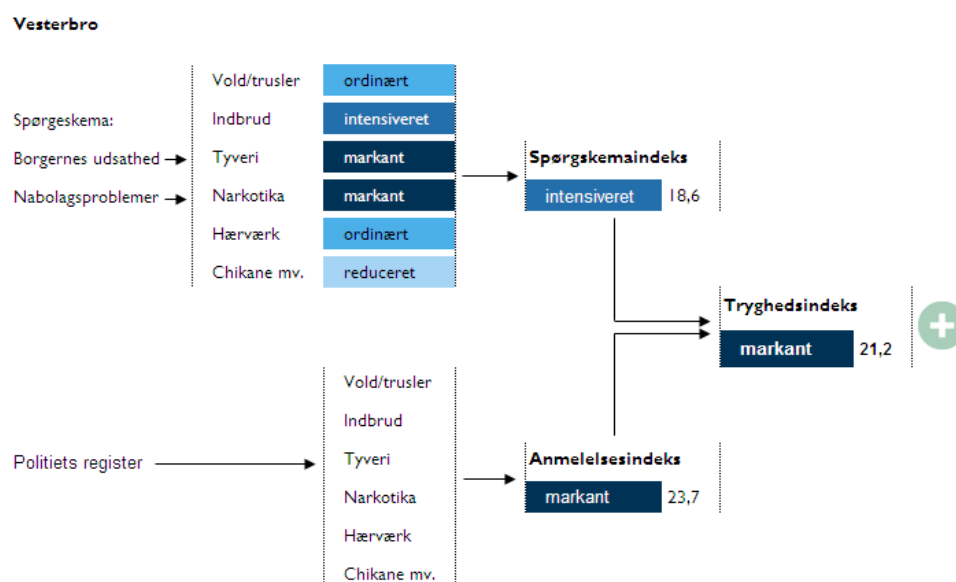 Vesterbro
Vold/trusler ordinært
Spørgeskema: Indbrud intensiveret
Borgernes udsathed Tyveri markant
Nabolagsproblemer Narkotika markant
Hærværk ordinært
Chikane mv. reduceret
Spørgskemaindeks
intensiveret 18,6
Tryghedsindeks
markant 21,2
Politiets register
Vold/trusler
Indbrud
Tyveri
Narkotika
Hærværk
Chikane mv.
Anmelelsesindeks
markant 23,7